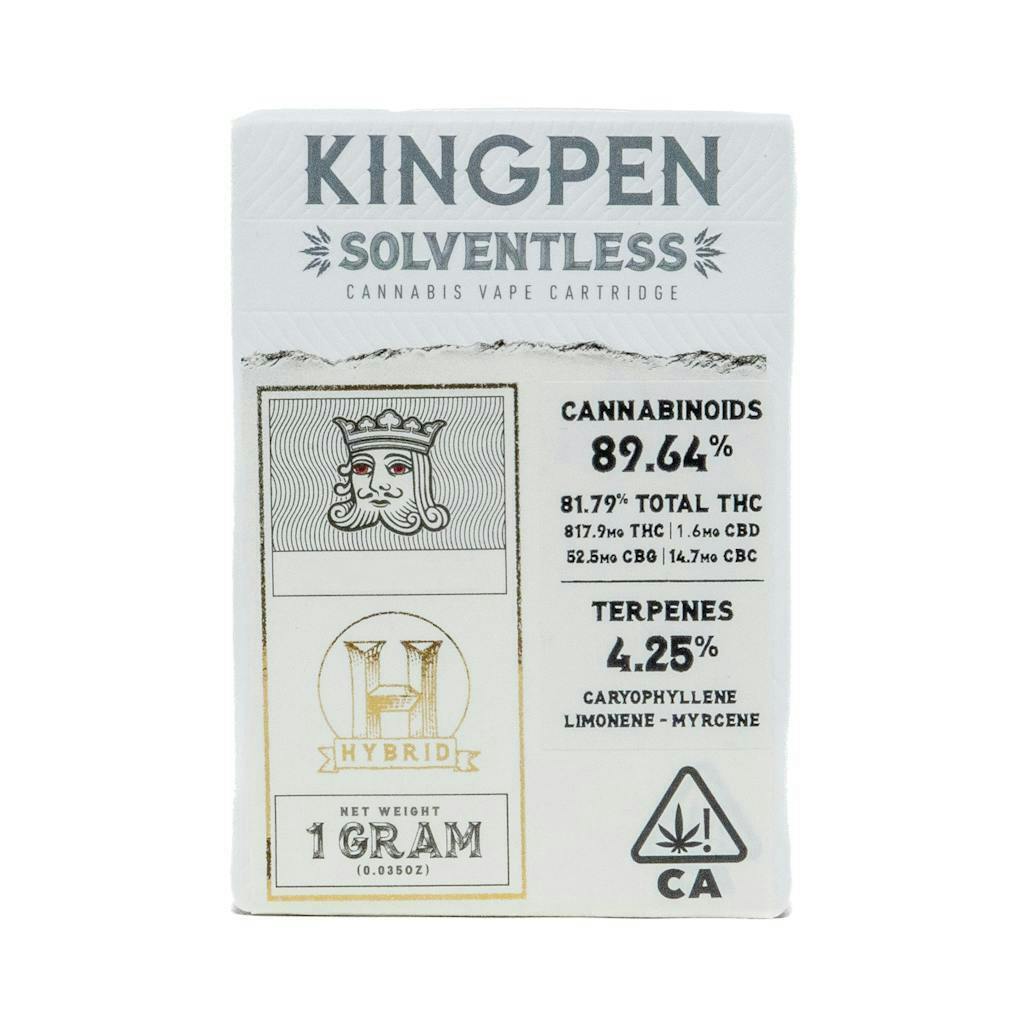 KINGPEN
SOLVENTLESS
CANNABIS VAPE CARTRIDGE
CANNABINOIDS
89.64%
81.79% TOTAL THC
817.9MG THC | 1.6MG CBD
52.5MG CBG | 14.7MG CBC
TERPENES
4.25%
CARYOPHYLLENE
LIMONENE - MYRCENE
H
HYBRID
NET WEIGHT
1 GRAM
(0.035OZ)
!
CA